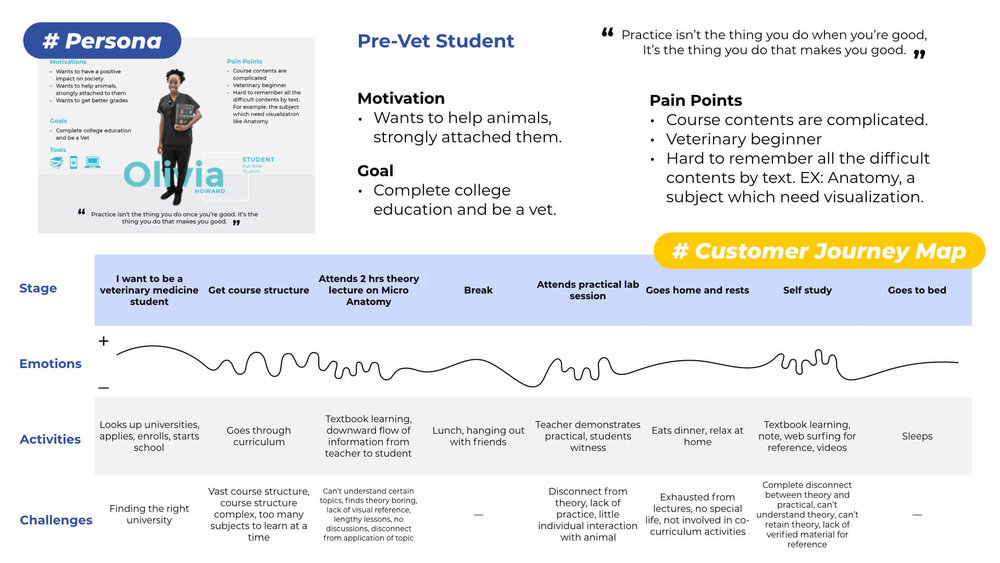 # Persona
Motivations
• Wants to have a positive
impact on society
• Wants to help animals,
strongly attached to them
• Wants to get better grades
Goals
• Complete college education
and be a Vet
Tools
Pain Points
• Course contents are
complicated
• Veterinary beginner
• Hard to remember all the
difficult contents by text.
For example, the subject
which need visualization
like Anatomy
Olivia
HOWARD
STUDENT
Full time -
“ Practice isn't the thing you do once you're good. It's the
thing you do that makes you good. ”
Pre-Vet Student
“ Practice isn't the thing you do when you're good,
It's the thing you do that makes you good. ”
Motivation
• Wants to help animals,
strongly attached them.
Goal
• Complete college
education and be a vet.
Pain Points
• Course contents are complicated.
• Veterinary beginner
• Hard to remember all the difficult
contents by text. EX: Anatomy, a
subject which need visualization.
# Customer Journey Map
Stage
I want to be a
veterinary medicine
student
Get course structure
Attends 2 hrs theory
lecture on Micro
Anatomy
Break
Attends practical lab
session
Goes home and rests
Self study
Goes to bed
Emotions
+
—
Activities
Looks up universities,
applies, enrolls, starts
school
Goes through
curriculum
Textbook learning,
downward flow of
information from
teacher to student
Lunch, hanging out
with friends
Teacher demonstrates
practical, students
witness
Eats dinner, relax at
home
Textbook learning,
note, web surfing for
reference, videos
Sleeps
Challenges
Finding the right
university
Vast course structure,
course structure
complex, too many
subjects to learn at a
time
Can't understand certain
topics, finds theory boring,
lack of visual reference,
lengthy lessons, no
discussions, disconnect
from application of topic
—
Disconnect from
theory, lack of
practice, little
individual interaction
with animal
Exhausted from
lectures, no special
life, not involved in co-
curriculum activities
Complete disconnect
between theory and
practical, can't
understand theory, can't
retain theory, lack of
verified material for
reference
—